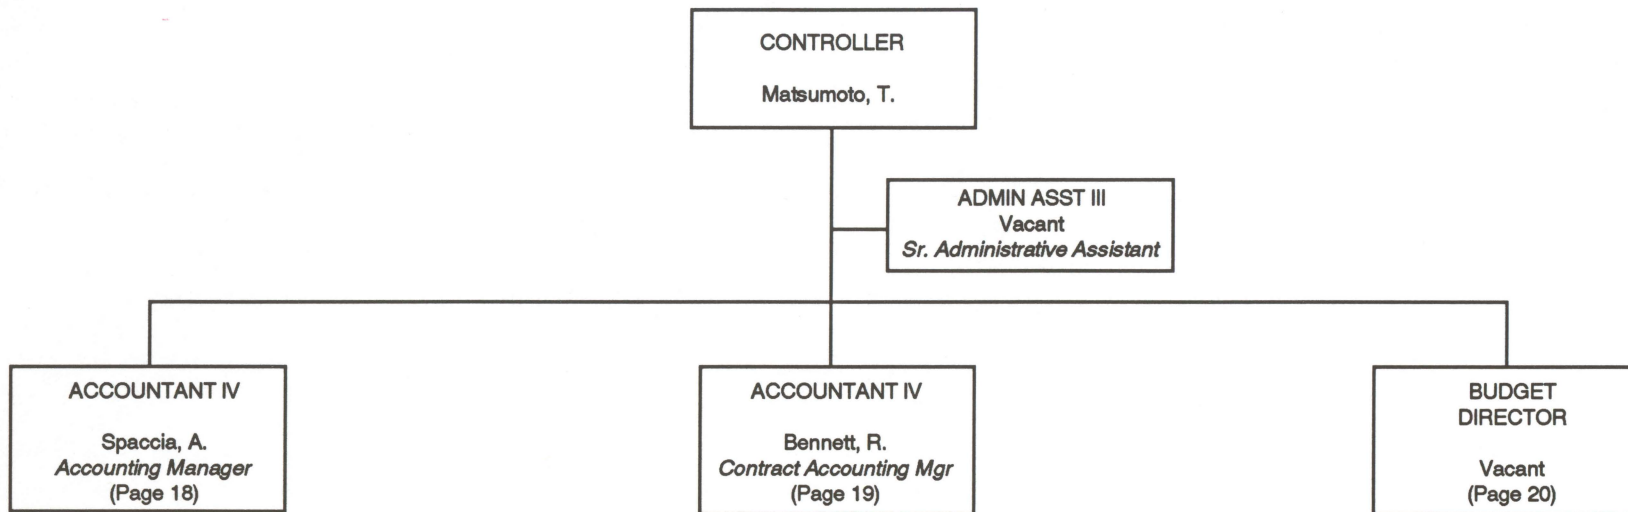 CONTROLLER
Matsumoto, T.
ADMIN ASST III
Vacant
Sr. Administrative Assistant
ACCOUNTANT IV
Spaccia, A.
Accounting Manager
(Page 18)
ACCOUNTANT IV
Bennett, R.
Contract Accounting Mgr
(Page 19)
BUDGET
DIRECTOR
Vacant
(Page 20)